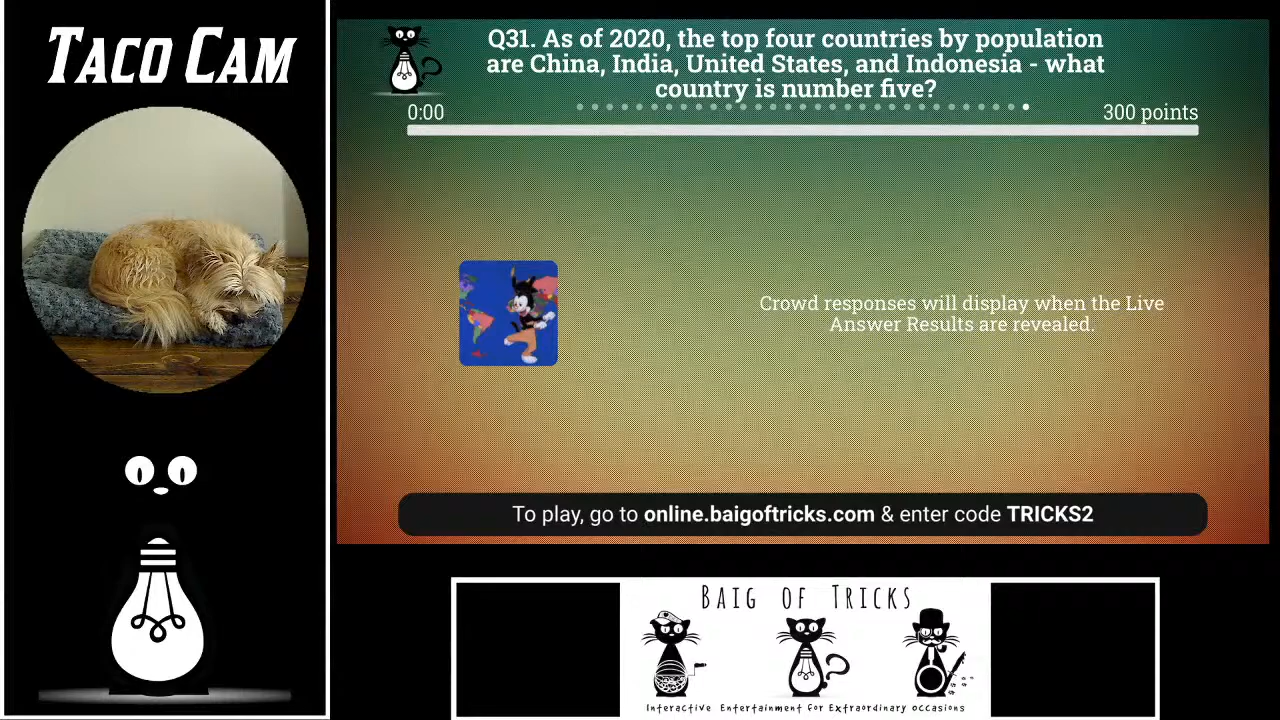 TACO CAM
Q31. As of 2020, the top four countries by population
are China, India, United States, and Indonesia - what
country is number five?
0:00
300 points
Crowd responses will display when the Live
Answer Results are revealed.
To play, go to online.baigoftricks.com & enter code TRICKS2
BAIG OF TRICKS
Interactive Entertainment for Extraordinary Occasions